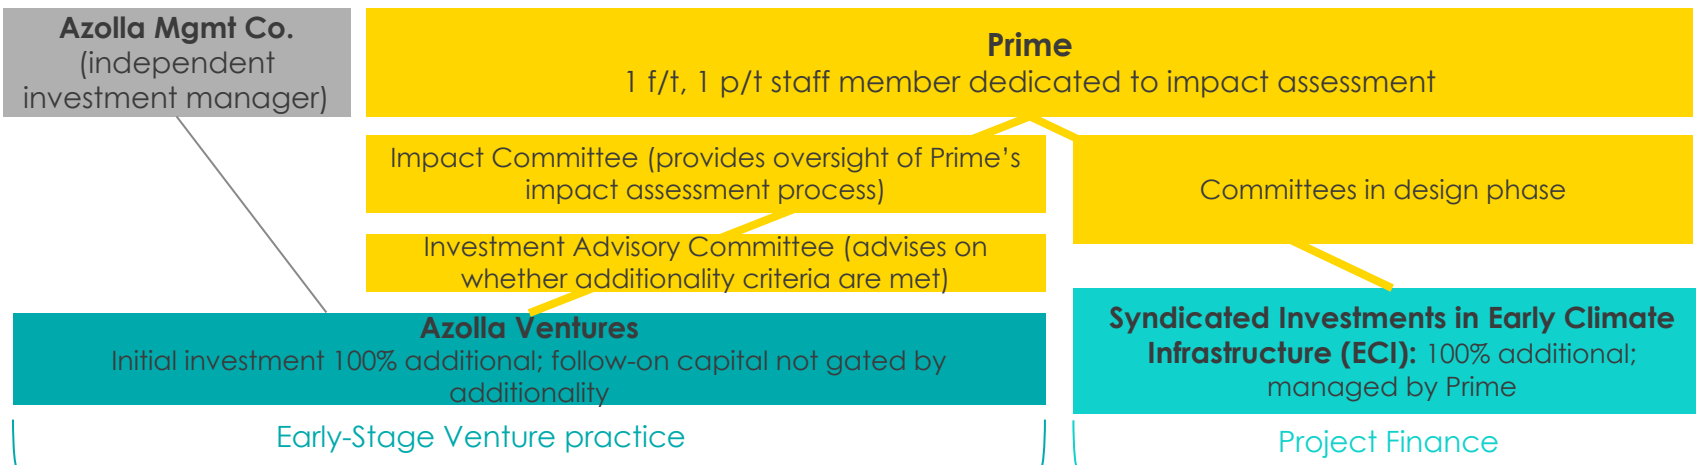 Azolla Mgmt Co.
(independent
investment manager)
Prime
1 f/t, 1 p/t staff member dedicated to impact assessment
Impact Committee (provides oversight of Prime’s
impact assessment process)
Committees in design phase
Investment Advisory Committee (advises on
whether additionality criteria are met)
Azolla Ventures
Initial investment 100% additional; follow-on capital not gated by
additionality
Syndicated Investments in Early Climate
Infrastructure (ECI): 100% additional;
managed by Prime
Early-Stage Venture practice
Project Finance